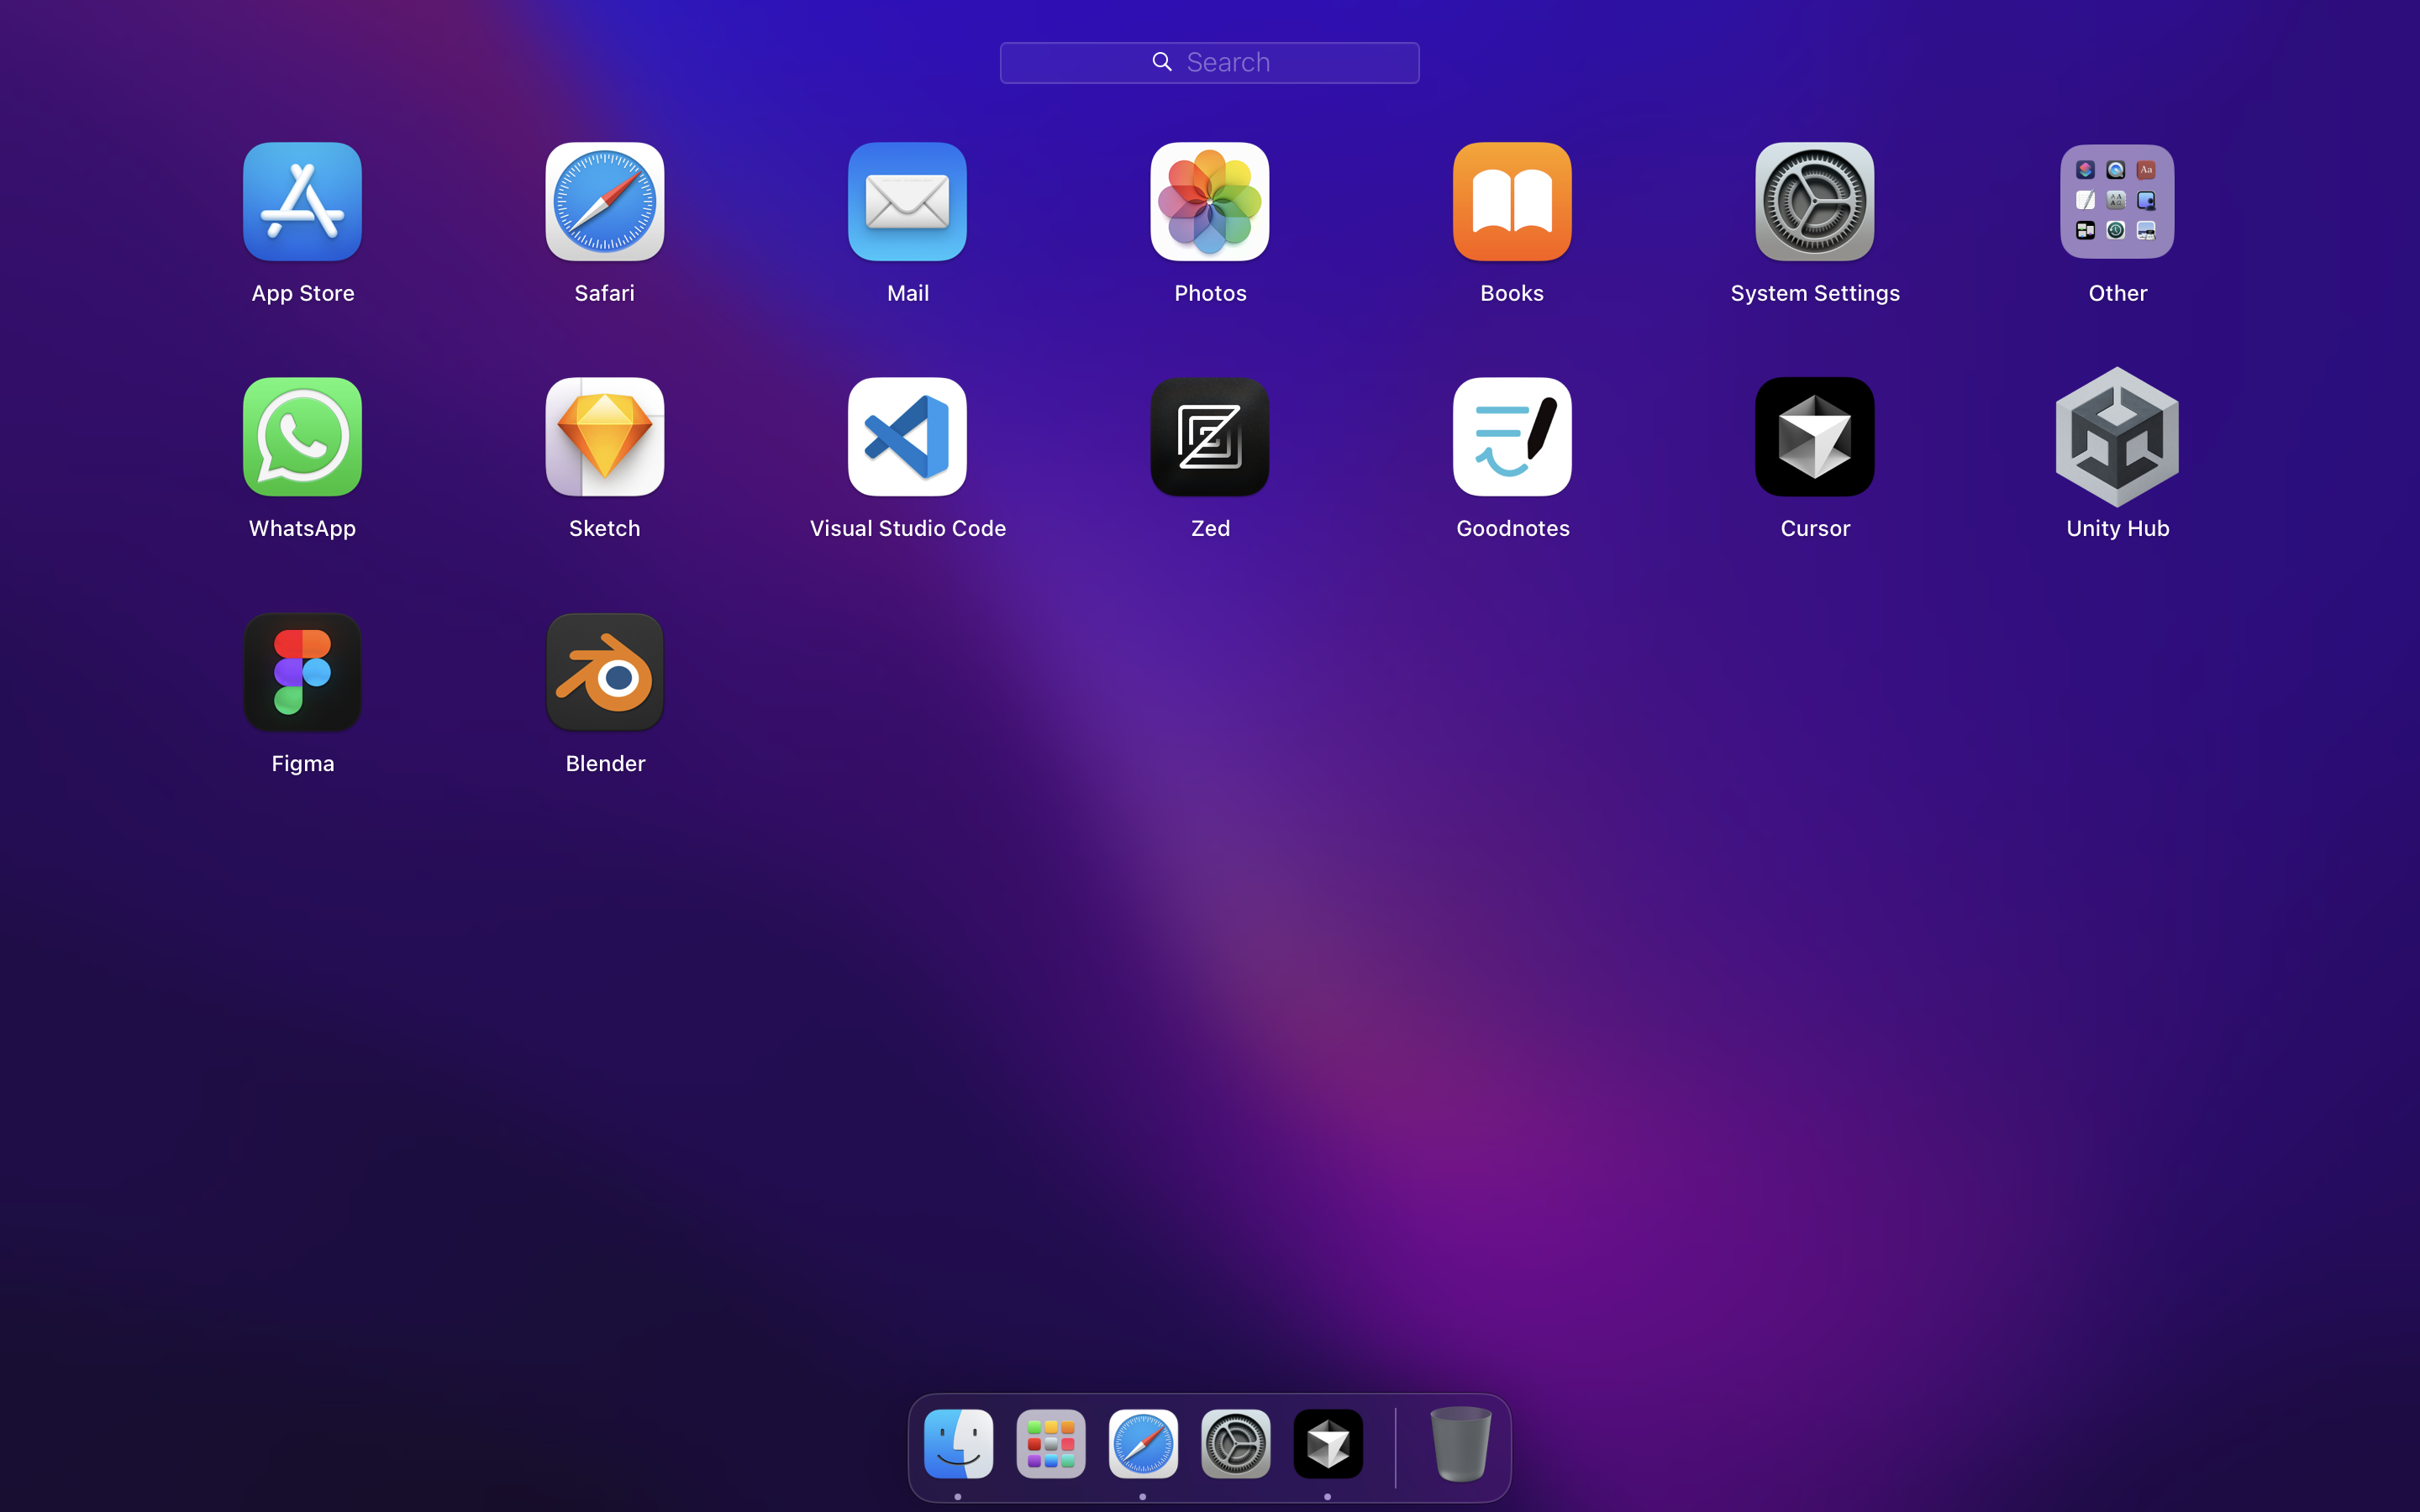 Search
App Store
Safari
Mail
Photos
Books
System Settings
Other
WhatsApp
Sketch
Visual Studio Code
Zed
Goodnotes
Cursor
Unity Hub
Figma
Blender